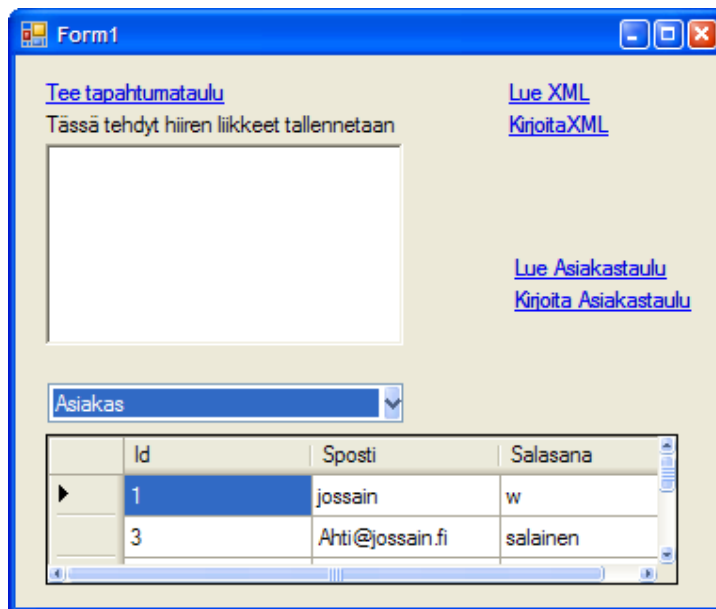 Form1
Tee tapahtumataulu
Lue XML
Tässä tehdyt hiiren liikkeet tallennetaan
KirjoitaXML
Lue Asiakastaulu
Kirjoita Asiakastaulu
Asiakas
Id Sposti Salasana
1 jossain w
3 Ahti@jossain.fi salainen